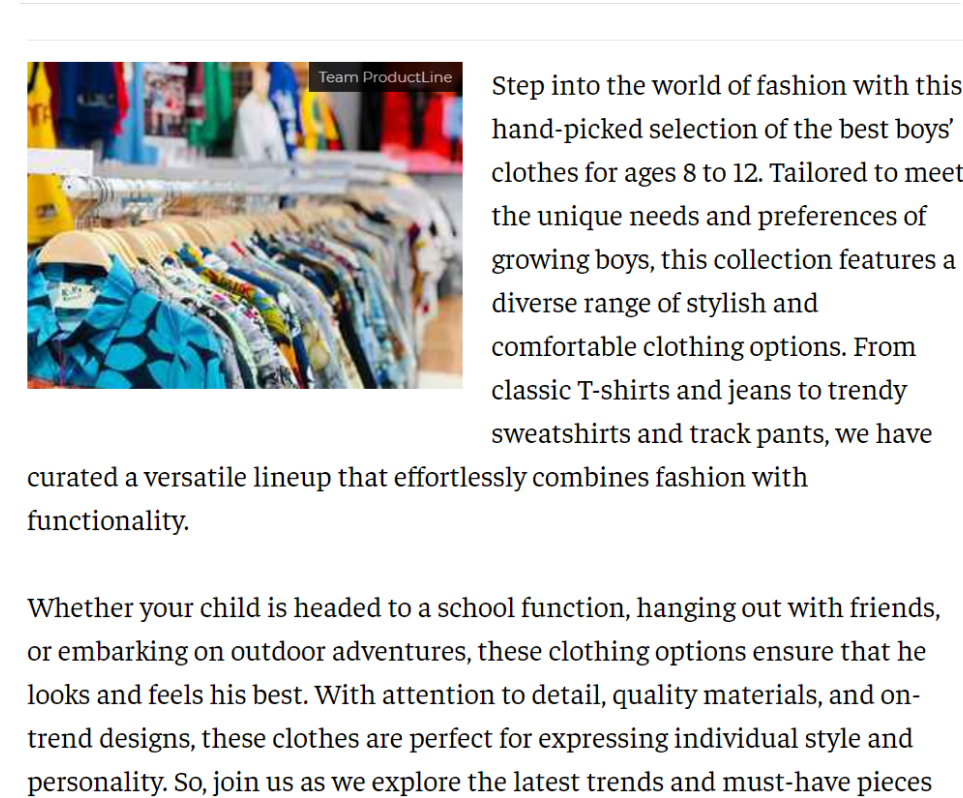 Team ProductLine
Step into the world of fashion with this
hand-picked selection of the best boys’
clothes for ages 8 to 12. Tailored to meet
the unique needs and preferences of
growing boys, this collection features a
diverse range of stylish and
comfortable clothing options. From
classic T-shirts and jeans to trendy
sweatshirts and track pants, we have
curated a versatile lineup that effortlessly combines fashion with
functionality.
Whether your child is headed to a school function, hanging out with friends,
or embarking on outdoor adventures, these clothing options ensure that he
looks and feels his best. With attention to detail, quality materials, and on-
trend designs, these clothes are perfect for expressing individual style and
personality. So, join us as we explore the latest trends and must-have pieces